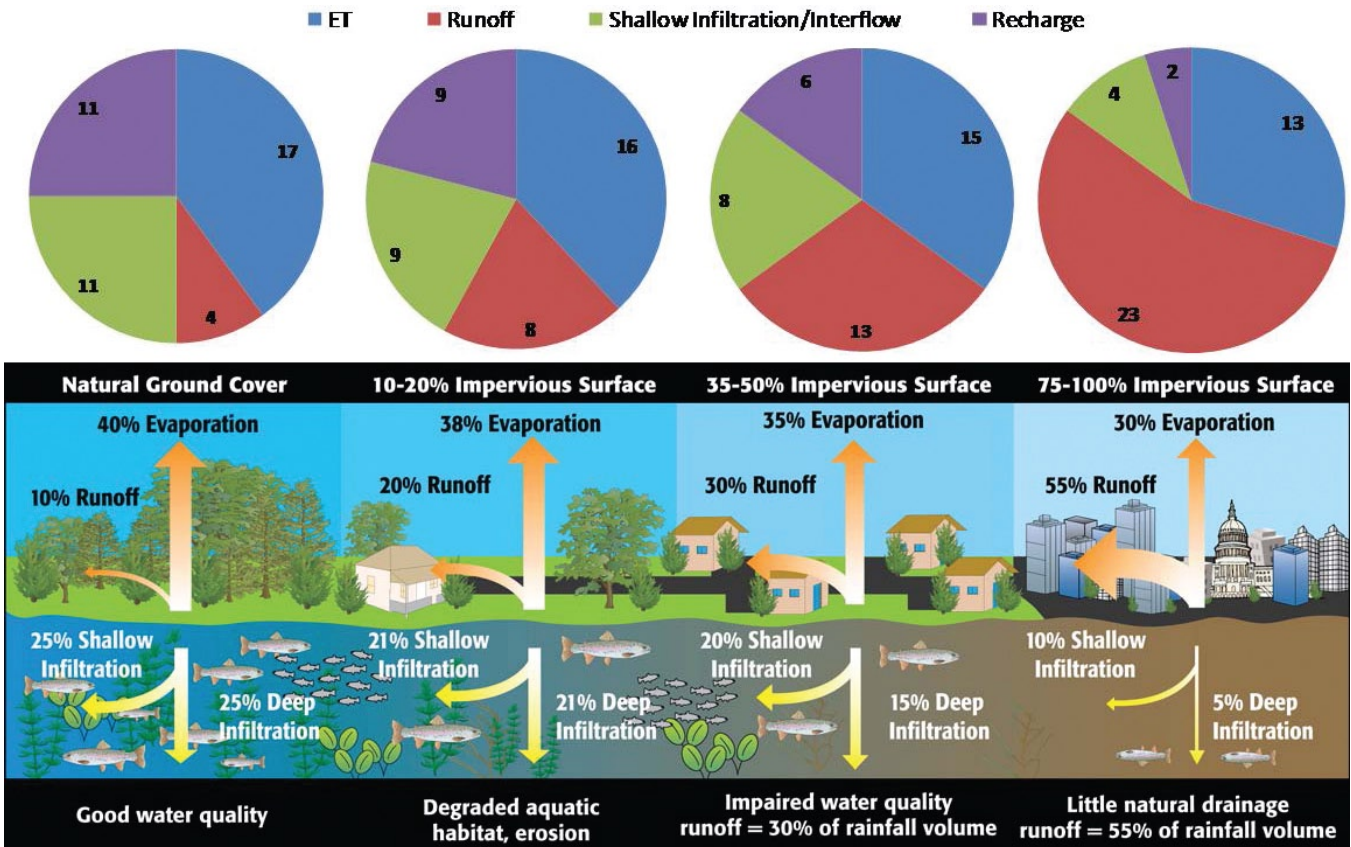 ET Runoff Shallow Infiltration/Interflow Recharge
11
17
11
4
9
16
9
8
6
15
8
13
2
4
13
23
Natural Ground Cover
40% Evaporation
10% Runoff
25% Shallow
Infiltration
25% Deep
Infiltration
Good water quality
10-20% Impervious Surface
38% Evaporation
20% Runoff
21% Shallow
Infiltration
21% Deep
Infiltration
Degraded aquatic
habitat, erosion
35-50% Impervious Surface
35% Evaporation
30% Runoff
20% Shallow
Infiltration
15% Deep
Infiltration
Impaired water quality
runoff = 30% of rainfall volume
75-100% Impervious Surface
30% Evaporation
55% Runoff
10% Shallow
Infiltration
5% Deep
Infiltration
Little natural drainage
runoff = 55% of rainfall volume